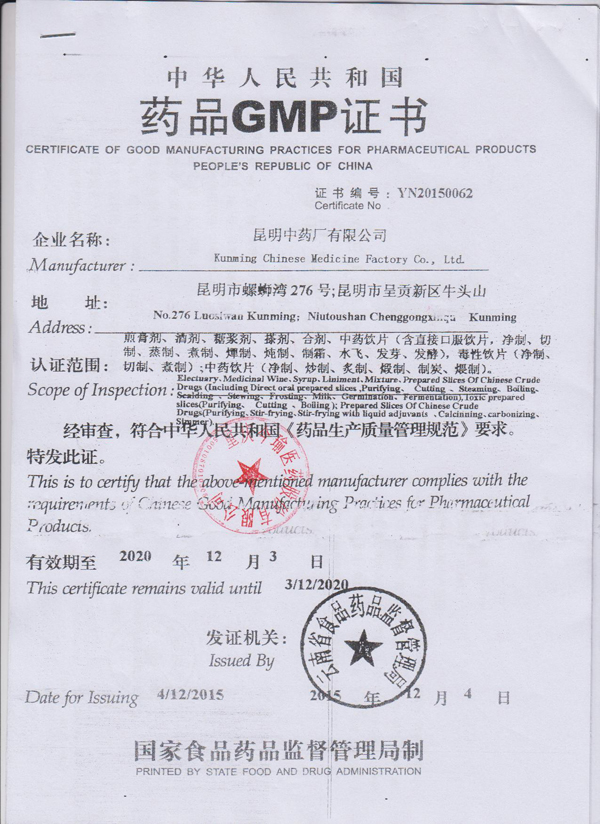 中华人民共和国
药品GMP证书
CERTIFICATE OF GOOD MANUFACTURING PRACTICES FOR PHARMACEUTICAL PRODUCTS
PEOPLE'S REPUBLIC OF CHINA
证书编号: YN20150062
Certificate No
企业名称: 昆明中药厂有限公司
Manufacturer: Kunming Chinese Medicine Factory Co., Ltd.
地 址: 昆明市螺蛳湾276号;昆明市呈贡新区牛头山
Address: No.276 Luosiwan Kunming; Niutoushan Chenggongxinqu Kunming
煎膏剂、酒剂、糖浆剂、搽剂、合剂、中药饮片(含直接口服饮片,净制、切
制、蒸制、煮制、燀制、炖制、制霜、水飞、发芽、发酵),毒性饮片(净制、
认证范围: 切制、煮制);中药饮片(净制、炒制、炙制、煅制、制炭、煨制)。
Electuary、Medicinal Wine、Syrup、Liniment、Mixture、Prepared Slices Of Chinese Crude
Scope of Inspection: Drugs (Including Direct oral prepared slices ,Purifying、 Cutting 、Steaming、Boiling、
Scalding 、Stewing、Frosting、Milk、Germination、Fermentation),Toxic prepared
slices(Purifying、 Cutting 、Boiling ); Prepared Slices Of Chinese Crude
Drugs(Purifying、Stir-frying、Stir-frying with liquid adjuvants 、Calcining、carbonizing、
经审查,符合中华人民共和国《药品生产质量管理规范》要求。
特发此证。
This is to certify that the above-mentioned manufacturer complies with the
requirements of Chinese Good Manufacturing Practices for Pharmaceutical
Products.
有效期至 2020 年 12 月 3 日
This certificate remains valid until 3/12/2020
发证机关:
Issued By
云南省食品药品监督管理局
Date for Issuing 4/12/2015 2015 年 12 月 4 日
国家食品药品监督管理局制
PRINTED BY STATE FOOD AND DRUG ADMINISTRATION